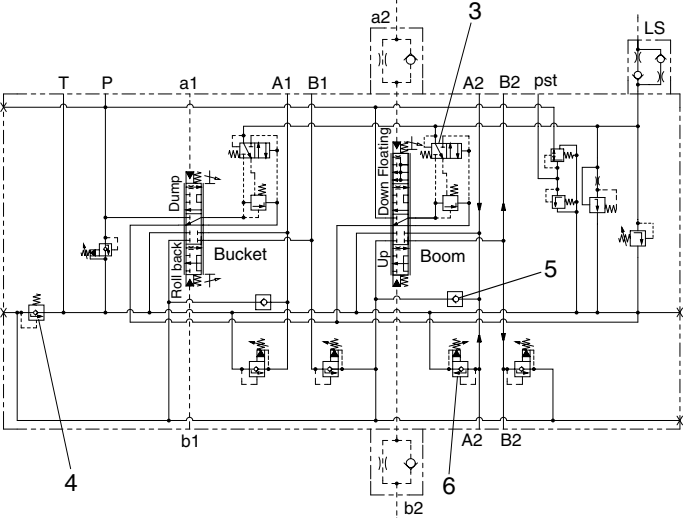 a2
3
LS
T
P
a1
A1
B1
A2
B2
pst
Dump
Roll back
Bucket
Down Floating
Up
Boom
5
4
b1
6
A2
B2
b2